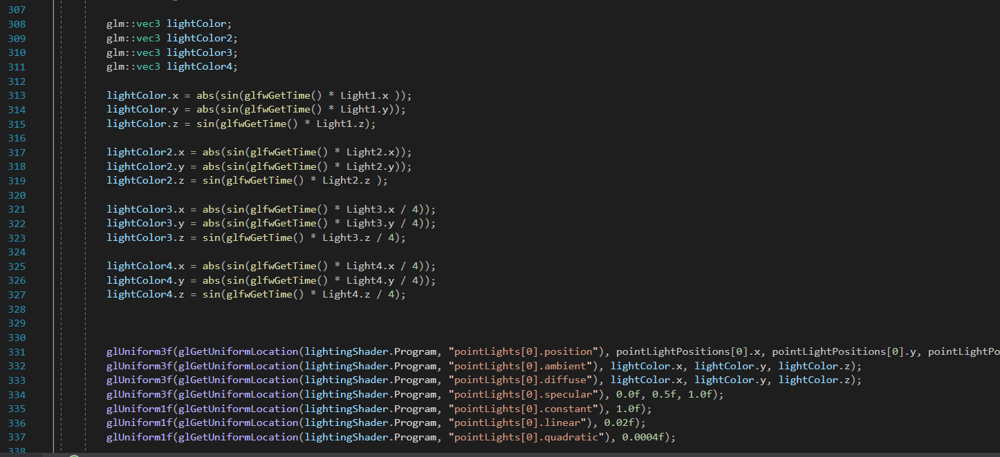 307
308 glm::vec3 lightColor;
309 glm::vec3 lightColor2;
310 glm::vec3 lightColor3;
311 glm::vec3 lightColor4;
312
313 lightColor.x = abs(sin(glfwGetTime() * Light1.x ));
314 lightColor.y = abs(sin(glfwGetTime() * Light1.y));
315 lightColor.z = sin(glfwGetTime() * Light1.z);
316
317 lightColor2.x = abs(sin(glfwGetTime() * Light2.x));
318 lightColor2.y = abs(sin(glfwGetTime() * Light2.y));
319 lightColor2.z = sin(glfwGetTime() * Light2.z );
320
321 lightColor3.x = abs(sin(glfwGetTime() * Light3.x / 4));
322 lightColor3.y = abs(sin(glfwGetTime() * Light3.y / 4));
323 lightColor3.z = sin(glfwGetTime() * Light3.z / 4);
324
325 lightColor4.x = abs(sin(glfwGetTime() * Light4.x / 4));
326 lightColor4.y = abs(sin(glfwGetTime() * Light4.y / 4));
327 lightColor4.z = sin(glfwGetTime() * Light4.z / 4);
328
329
330
331 glUniform3f(glGetUniformLocation(lightingShader.Program, "pointLights[0].position"), pointLightPositions[0].x, pointLightPositions[0].y, pointLightPo
332 glUniform3f(glGetUniformLocation(lightingShader.Program, "pointLights[0].ambient"), lightColor.x, lightColor.y, lightColor.z);
333 glUniform3f(glGetUniformLocation(lightingShader.Program, "pointLights[0].diffuse"), lightColor.x, lightColor.y, lightColor.z);
334 glUniform3f(glGetUniformLocation(lightingShader.Program, "pointLights[0].specular"), 0.0f, 0.5f, 1.0f);
335 glUniform1f(glGetUniformLocation(lightingShader.Program, "pointLights[0].constant"), 1.0f);
336 glUniform1f(glGetUniformLocation(lightingShader.Program, "pointLights[0].linear"), 0.02f);
337 glUniform1f(glGetUniformLocation(lightingShader.Program, "pointLights[0].quadratic"), 0.0004f);
338